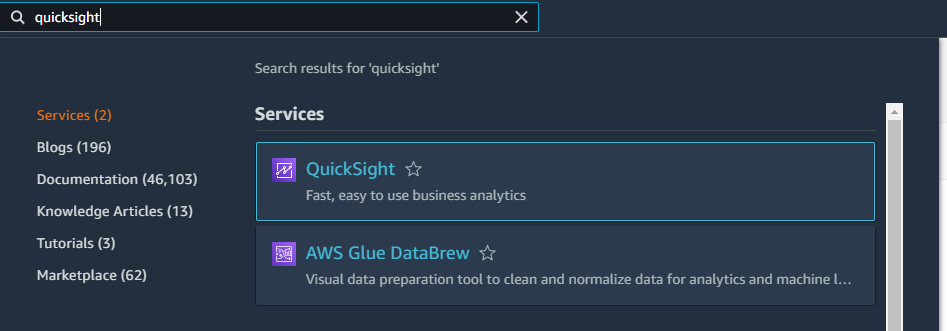 quicksight
Search results for 'quicksight'
Services (2)
Blogs (196)
Documentation (46,103)
Knowledge Articles (13)
Tutorials (3)
Marketplace (62)
Services
QuickSight
Fast, easy to use business analytics
AWS Glue DataBrew
Visual data preparation tool to clean and normalize data for analytics and machine l...